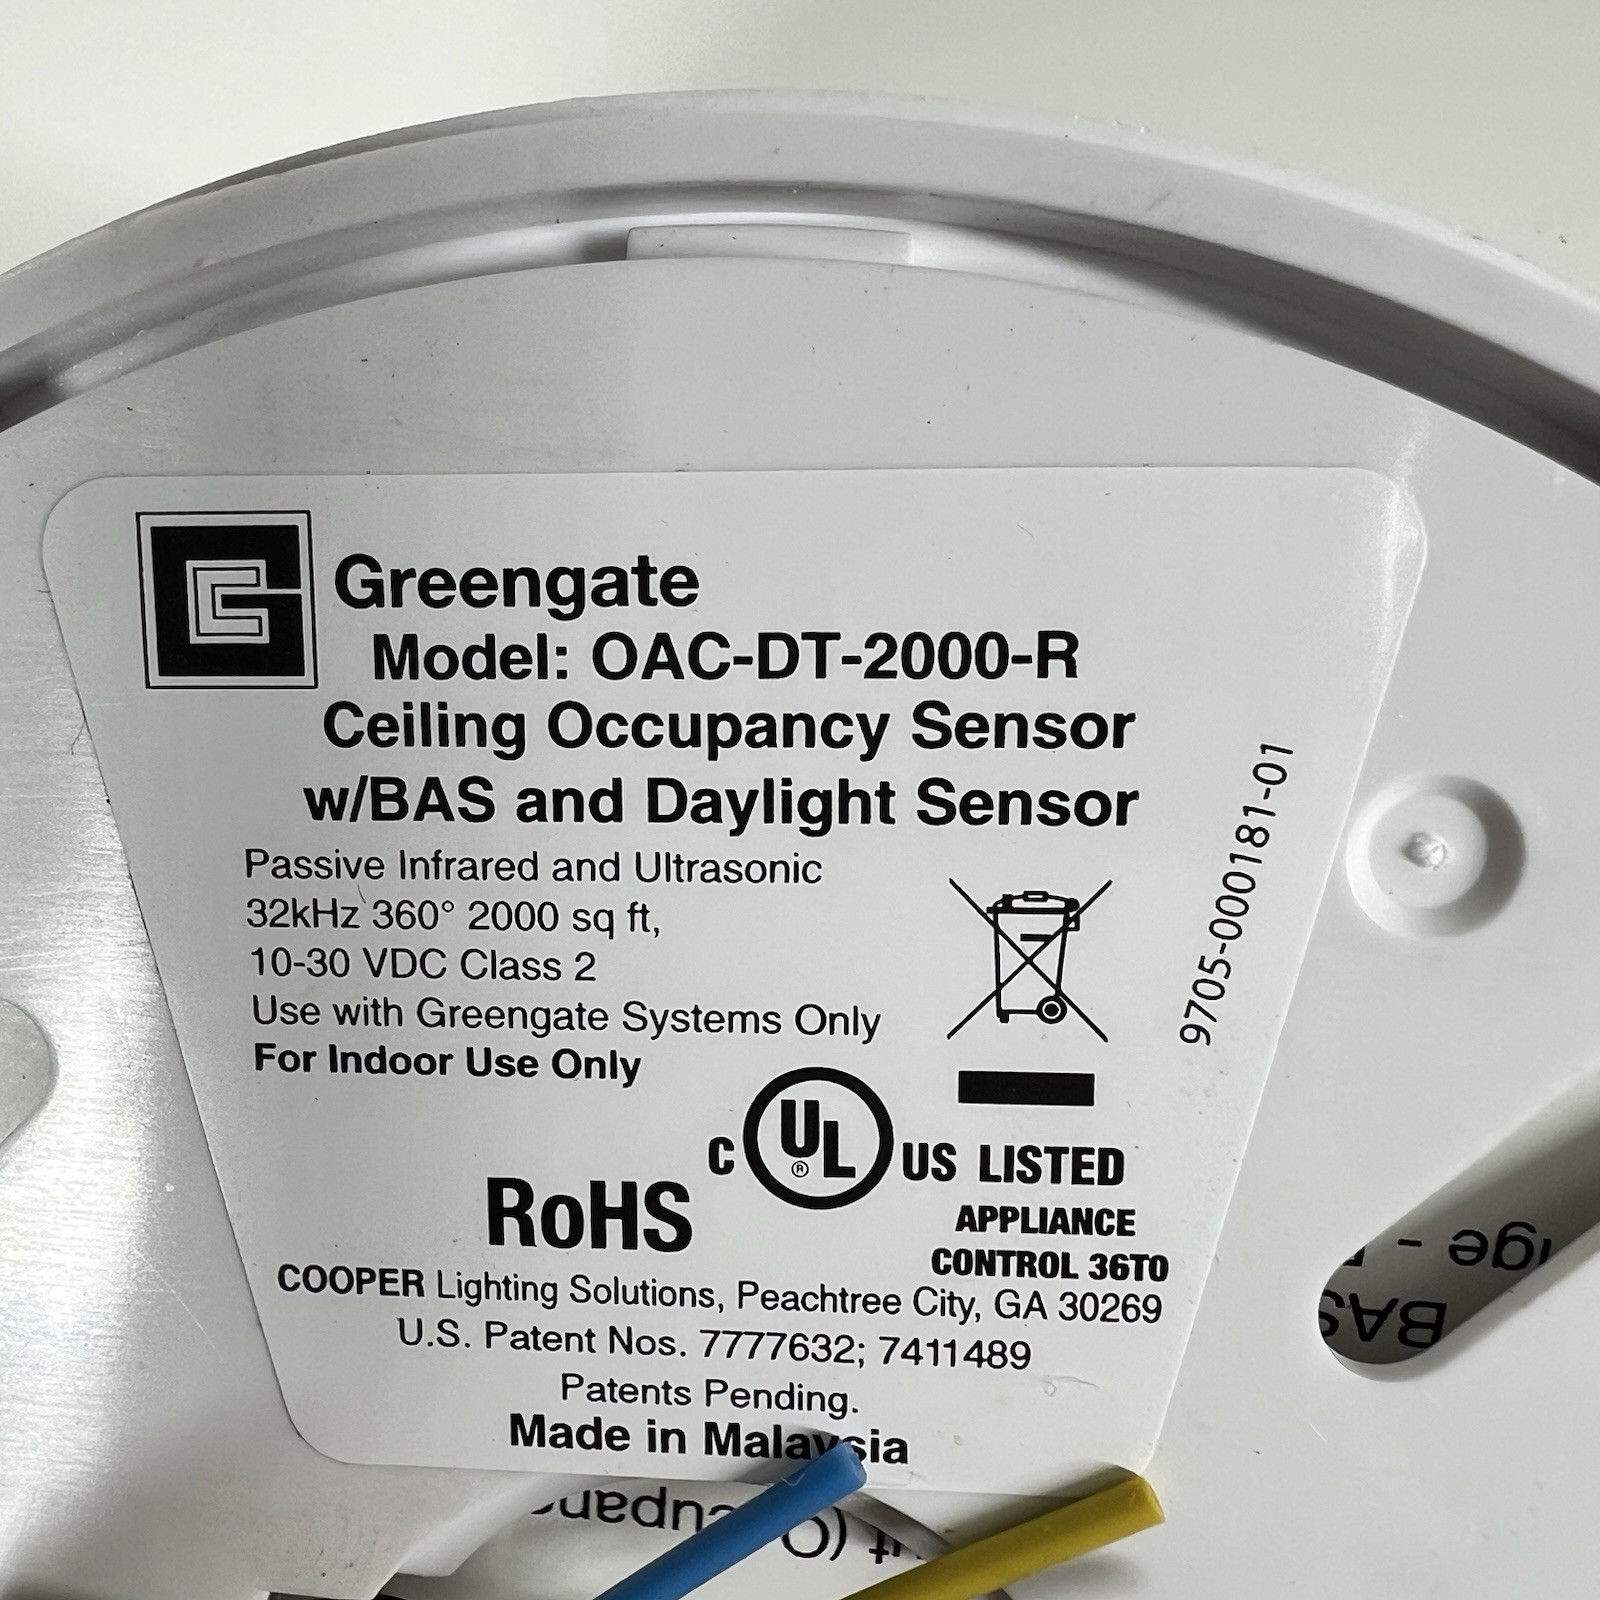 Greengate
Model: OAC-DT-2000-R
Ceiling Occupancy Sensor
w/BAS and Daylight Sensor
Passive Infrared and Ultrasonic
32kHz 360° 2000 sq ft,
10-30 VDC Class 2
Use with Greengate Systems Only
For Indoor Use Only
9705-000181-01
C UL® US LISTED
APPLIANCE
CONTROL 36T0
RoHS
COOPER Lighting Solutions, Peachtree City, GA 30269
U.S. Patent Nos. 7777632; 7411489
Patents Pending.
Made in Malaysia
BAS